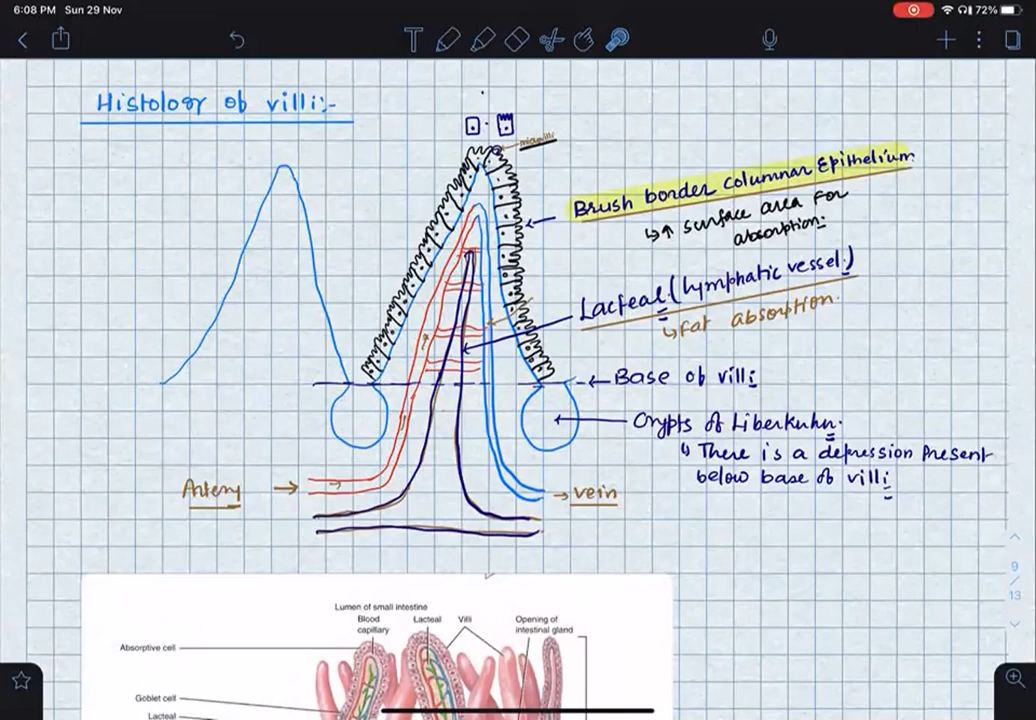 6:08 PM Sun 29 Nov
72%
Histology of villi:-
microvilli
Brush border columnar Epithelium
↳↑ surface area for
absorption.
Lacteal (lymphatic vessel)
↳ fat absorption.
← Base of villi
Crypts of Liberkuhn.
↳ There is a depression present
below base of villi
Artery →
→ vein
9
/
13
Lumen of small intestine
Blood
capillary
Lacteal
Villi
Opening of
intestinal gland
Absorptive cell
Goblet cell
Lacteal